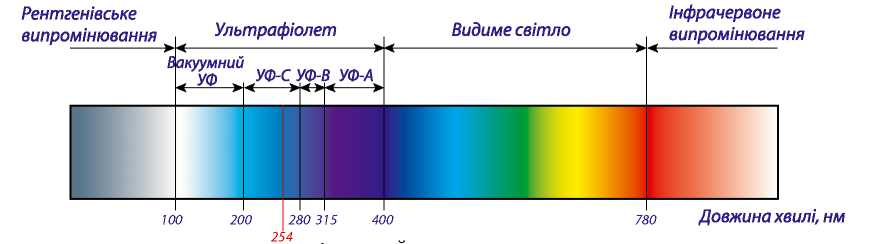 Рентгенівське
випромінювання
Ультрафіолет
Видиме світло
Інфрачервоне
випромінювання
Вакуумний
УФ
УФ-С
УФ-В
УФ-А
100 200 280 315 400 780
Довжина хвилі, нм
254